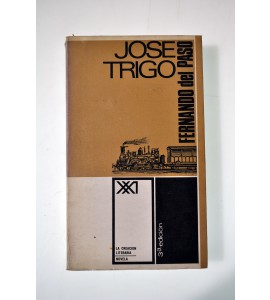 JOSE
TRIGO
FERNANDO del PASO
XXI
LA CREACION
LITERARIA
NOVELA
3ª edición